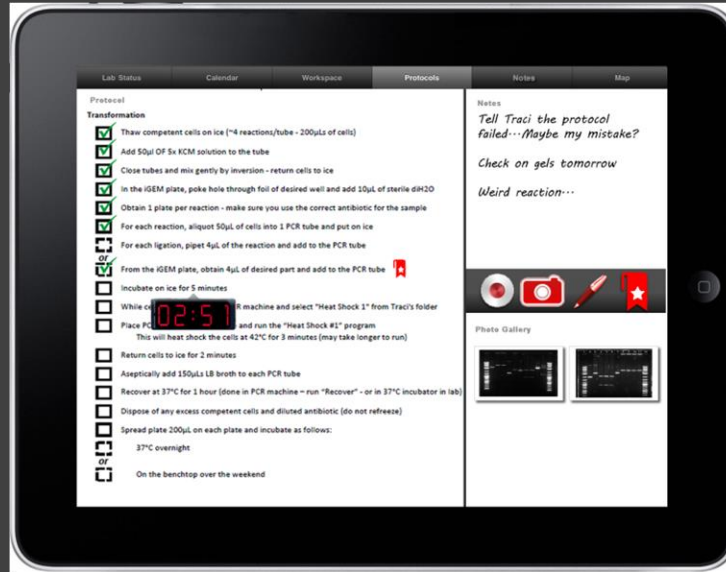 Lab Status
Calendar
Workspace
Protocols
Notes
Map
Protocol
Transformation
Thaw competent cells on ice (~4 reactions/tube - 200µLs of cells)
Add 50µl OF 5x KCM solution to the tube
Close tubes and mix gently by inversion - return cells to ice
In the iGEM plate, poke hole through foil of desired well and add 10µL of sterile diH2O
Obtain 1 plate per reaction - make sure you use the correct antibiotic for the sample
For each reaction, aliquot 50µL of cells into 1 PCR tube and put on ice
For each ligation, pipet 4µL of the reaction and add to the PCR tube
or
From the iGEM plate, obtain 4µL of desired part and add to the PCR tube
Incubate on ice for 5 minutes
While R machine and select "Heat Shock 1" from Traci's folder
02:51
Place and run the "Heat Shock #1" program
This will heat shock the cells at 42°C for 3 minutes (may take longer to run)
Return cells to ice for 2 minutes
Aseptically add 150µLs LB broth to each PCR tube
Recover at 37°C for 1 hour (done in PCR machine – run "Recover" - or in 37°C incubator in lab)
Dispose of any excess competent cells and diluted antibiotic (do not refreeze)
Spread plate 200µL on each plate and incubate as follows:
37°C overnight
or
On the benchtop over the weekend
Notes
Tell Traci the protocol
failed...Maybe my mistake?
Check on gels tomorrow
Weird reaction...
Photo Gallery